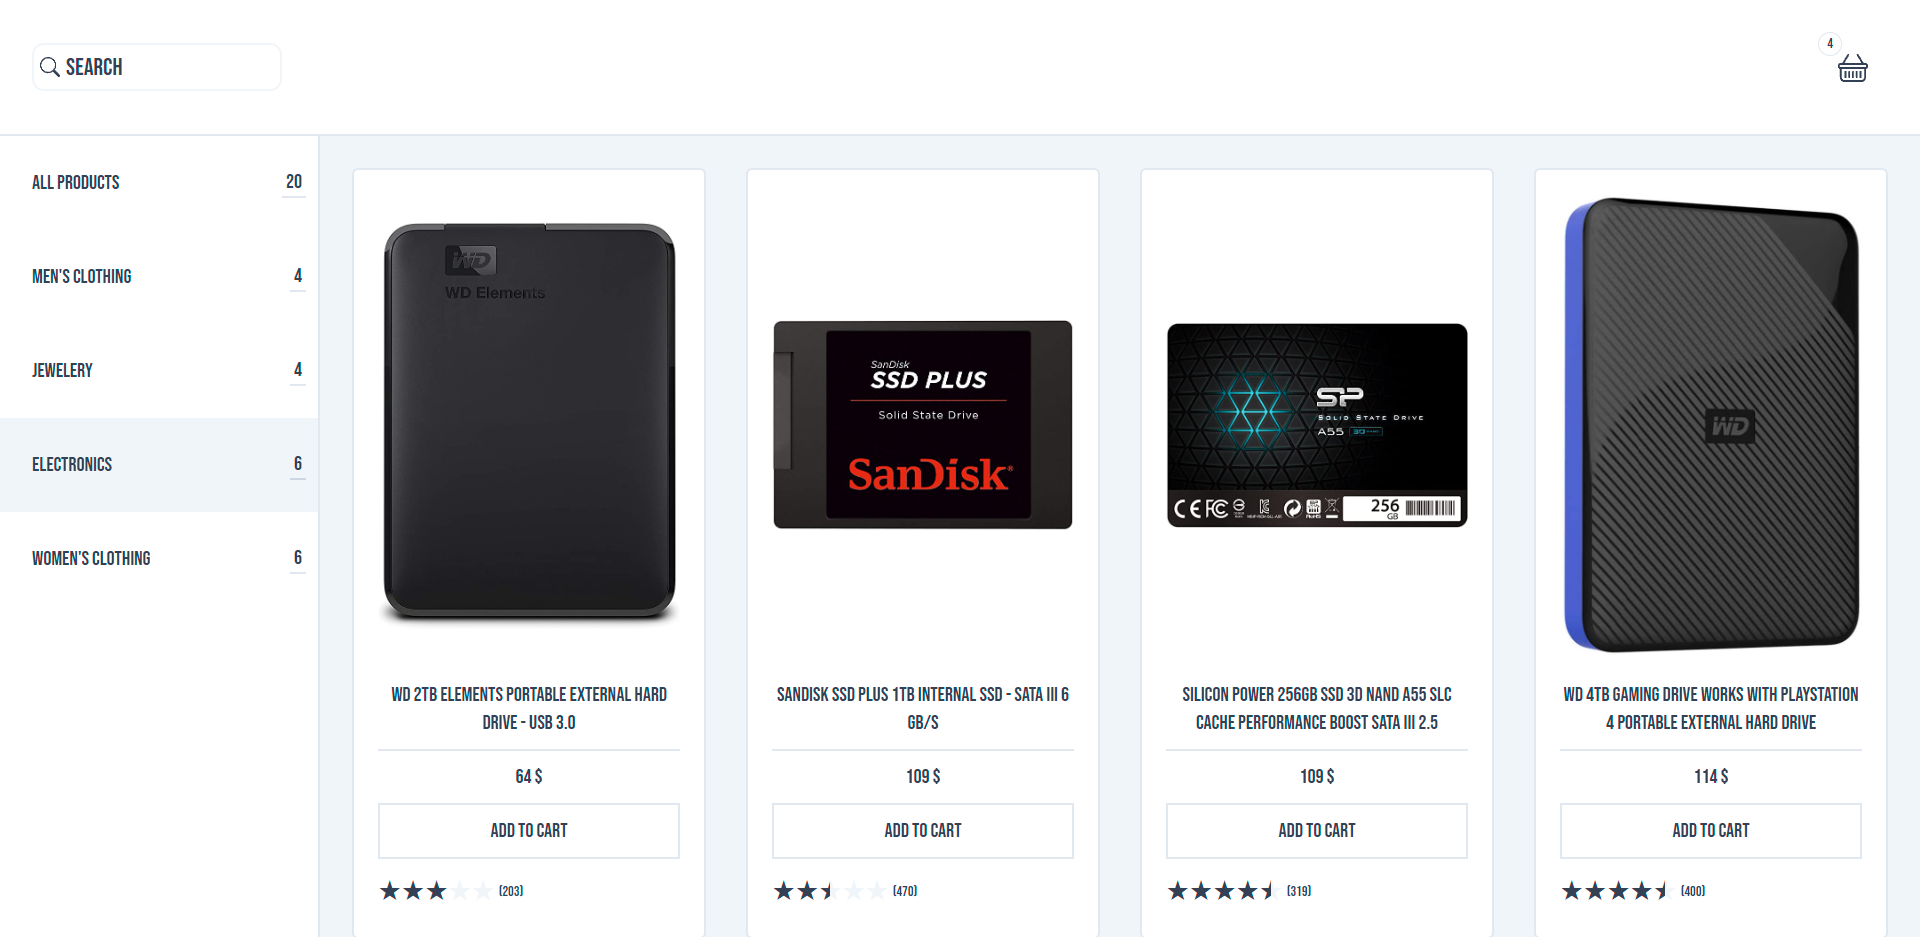 SEARCH
4
ALL PRODUCTS 20
MEN'S CLOTHING 4
JEWELERY 4
ELECTRONICS 6
WOMEN'S CLOTHING 6
WD
WD Elements
WD 2TB ELEMENTS PORTABLE EXTERNAL HARD
DRIVE - USB 3.0
64 $
ADD TO CART
(203)
SanDisk
SSD PLUS
Solid State Drive
SanDisk®
SANDISK SSD PLUS 1TB INTERNAL SSD - SATA III 6
GB/S
109 $
ADD TO CART
(470)
SP
SOLID STATE DRIVE
A55
CE FC
256
GB
SILICON POWER 256GB SSD 3D NAND A55 SLC
CACHE PERFORMANCE BOOST SATA III 2.5
109 $
ADD TO CART
(319)
WD
WD 4TB GAMING DRIVE WORKS WITH PLAYSTATION
4 PORTABLE EXTERNAL HARD DRIVE
114 $
ADD TO CART
(400)